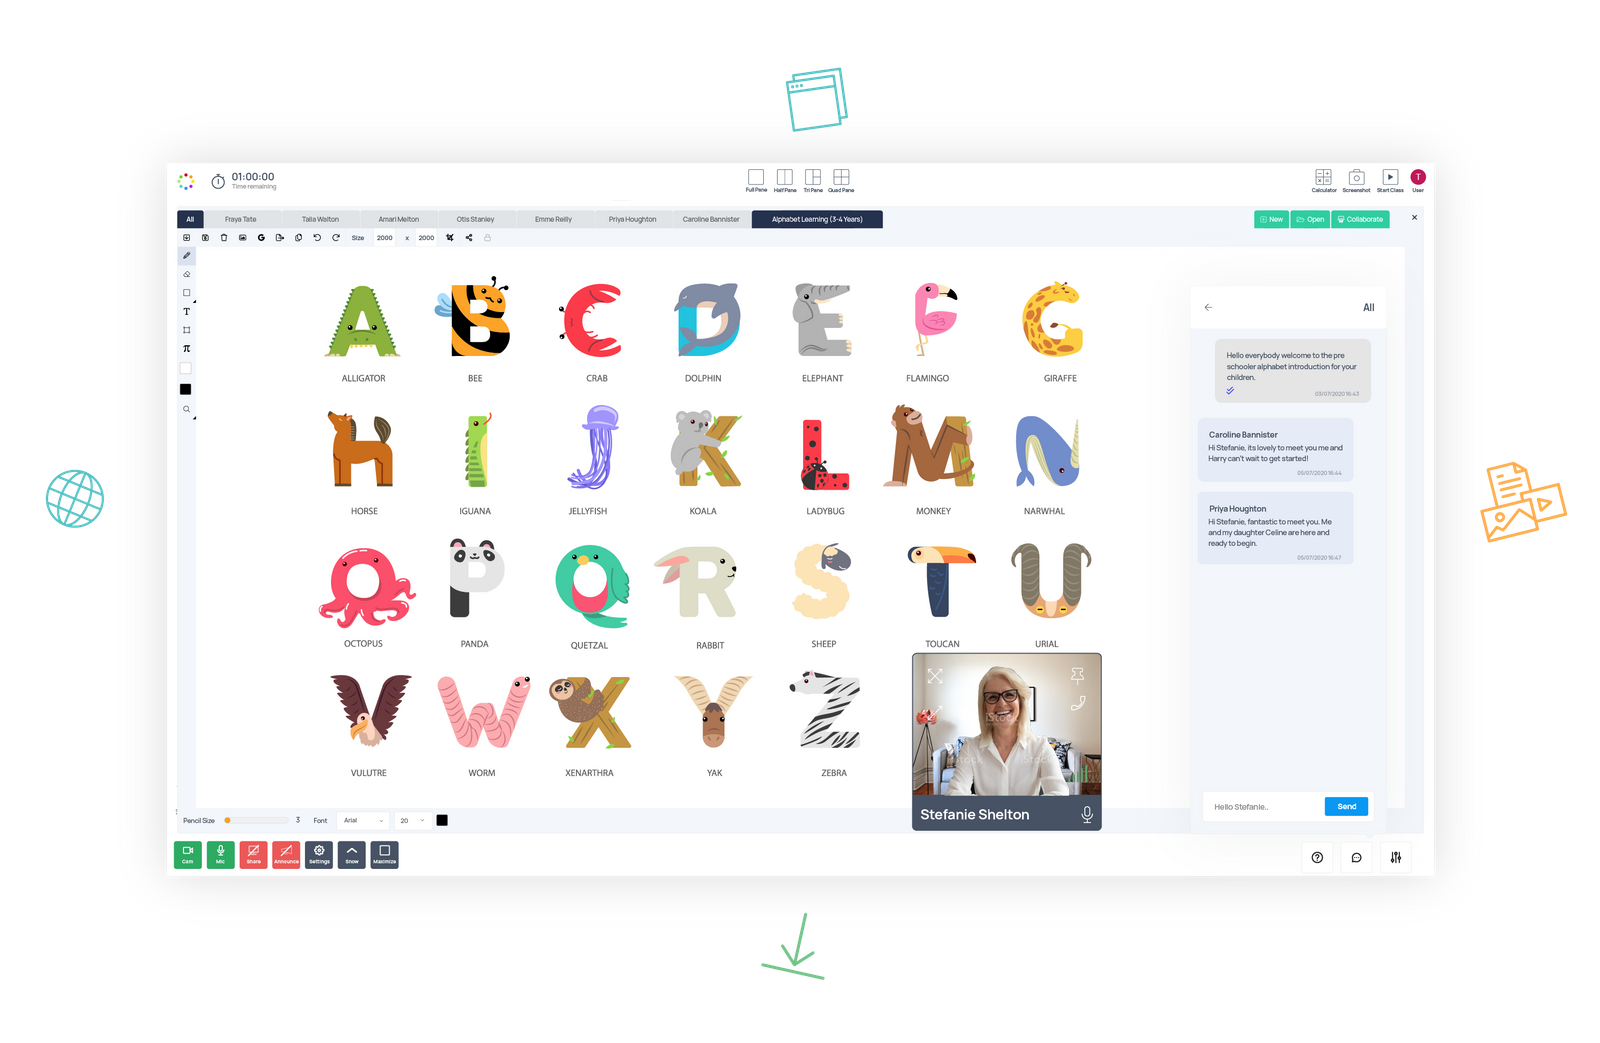 01:00:00
Time remaining
Full Pane Half Pane Tri Pane Quad Pane
Calculator Screenshot Start Class User
T
All Fraya Tate Talia Walton Amari Melton Otis Stanley Emme Reilly Priya Houghton Caroline Bannister Alphabet Learning (3-4 Years)
New Open Collaborate
Size 2000 x 2000
T
π
ALLIGATOR BEE CRAB DOLPHIN ELEPHANT FLAMINGO GIRAFFE
HORSE IGUANA JELLYFISH KOALA LADYBUG MONKEY NARWHAL
OCTOPUS PANDA QUETZAL RABBIT SHEEP TOUCAN URIAL
VULUTRE WORM XENARTHRA YAK ZEBRA
iStock
Stefanie Shelton
All
Hello everybody welcome to the pre
schooler alphabet introduction for your
children.
03/07/2020 16:43
Caroline Bannister
Hi Stefanie, its lovely to meet you me and
Harry can't wait to get started!
05/07/2020 16:44
Priya Houghton
Hi Stefanie, fantastic to meet you. Me
and my daughter Celine are here and
ready to begin.
05/07/2020 16:47
Hello Stefanie..
Send
Pencil Size 3 Font Arial 20
Cam Mic Share Announce Settings Show Maximize